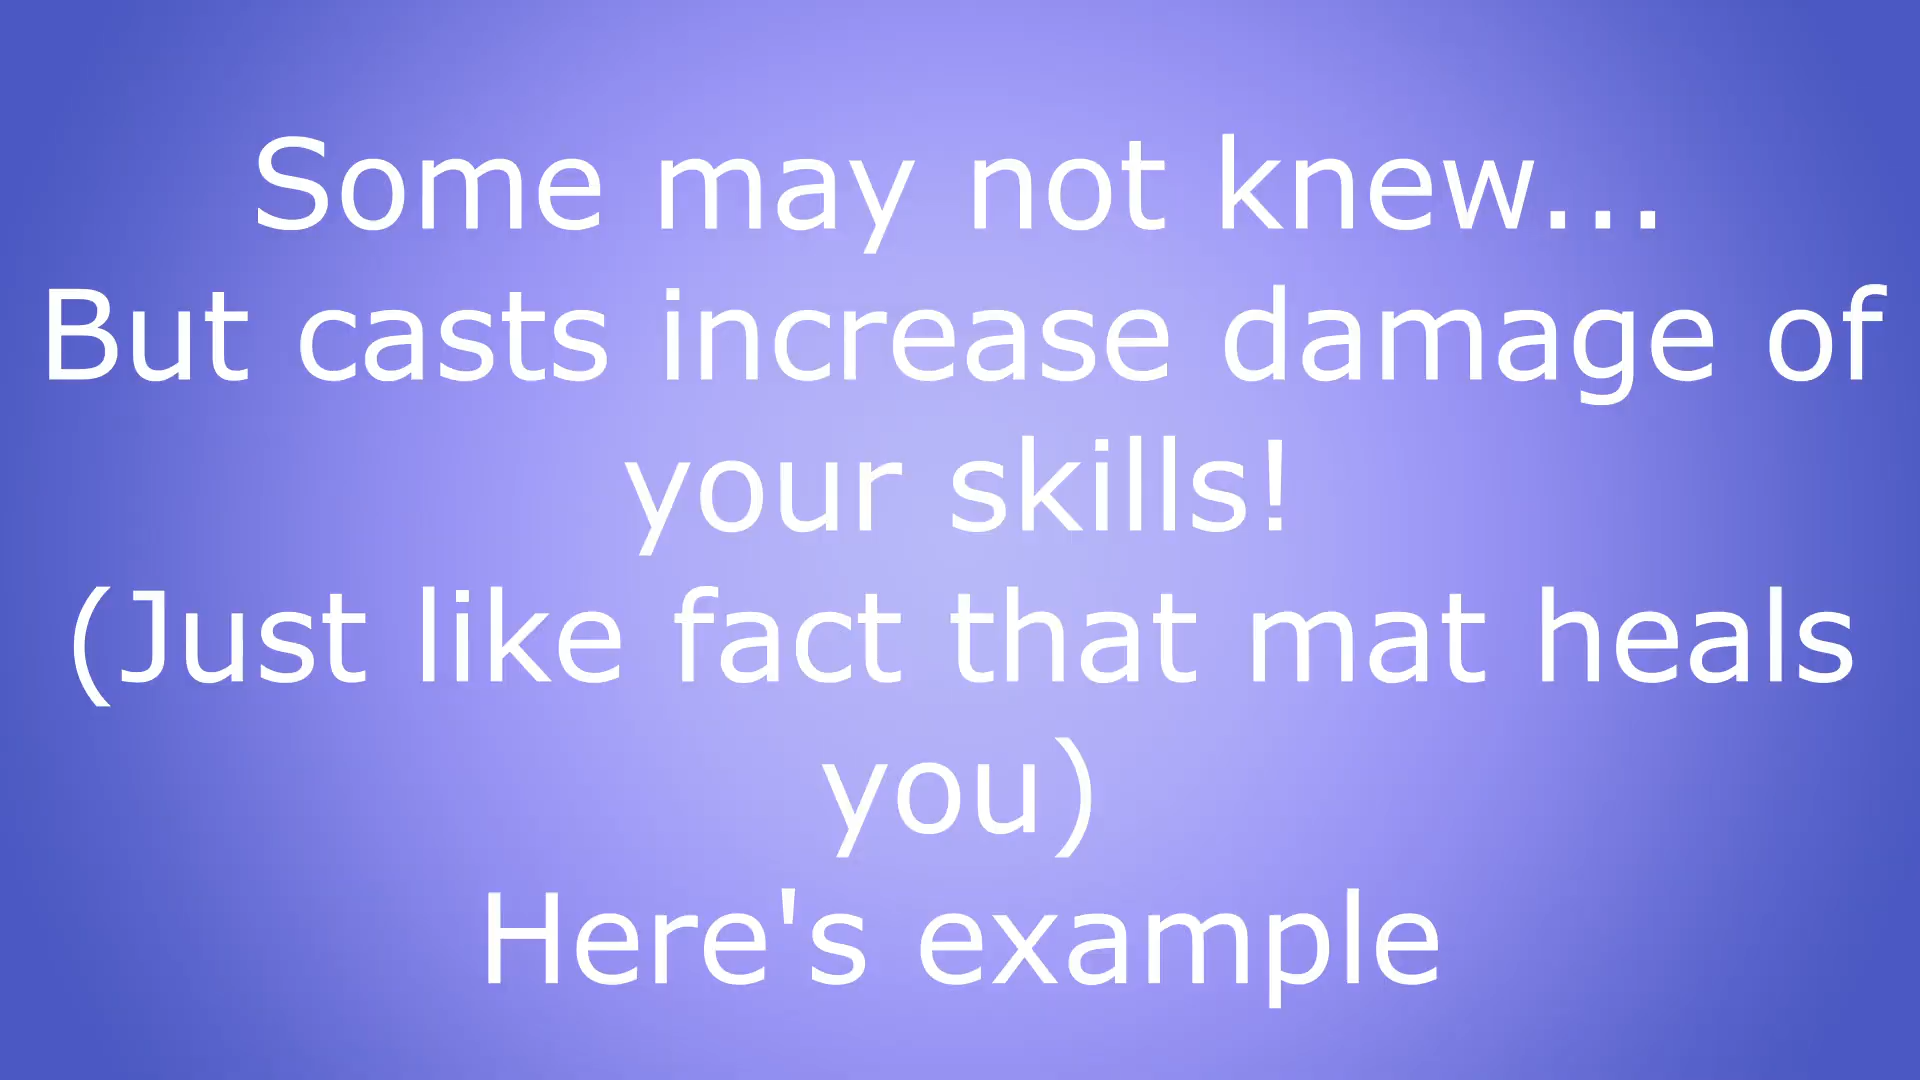 Some may not knew...
But casts increase damage of
your skills!
(Just like fact that mat heals
you)
Here's example